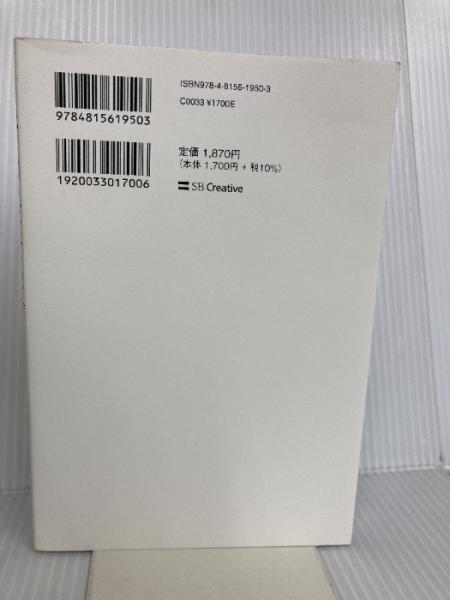 ISBN978-4-8156-1950-3
C0033 ¥1700E
9784815619503
定価 1,870円
(本体 1,700円 + 税10%)
SB Creative
1920033017006